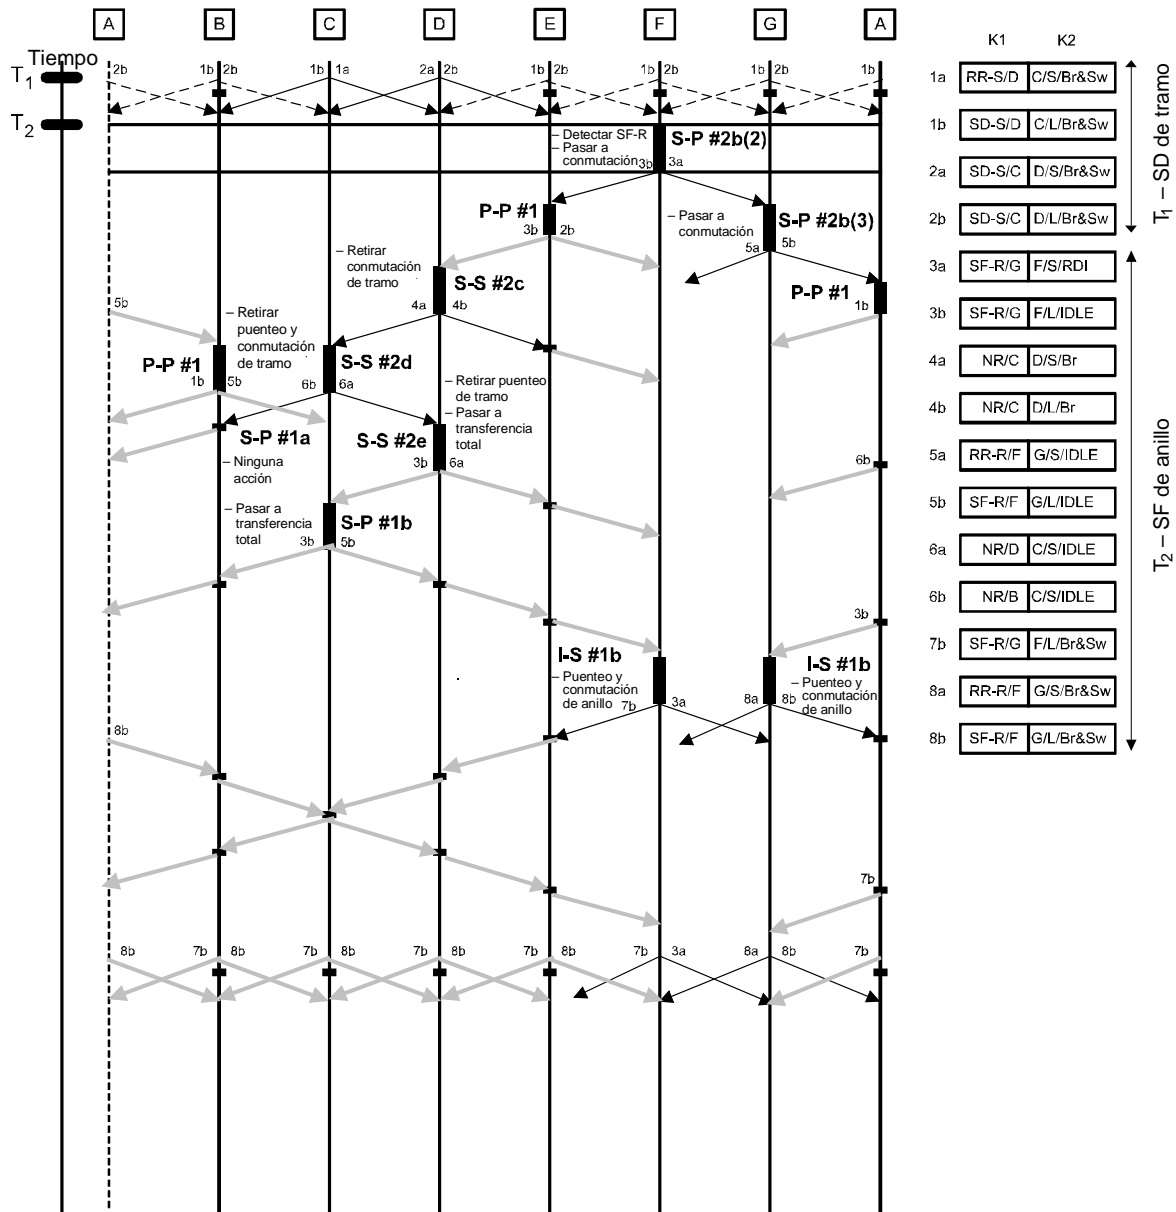 A B C D E F G A
K1 K2
Tiempo
T1
2b 1b 2b 1b 1a 2a 2b 1b 2b 1b 2b 1b 2b 1b
1a RR-S/D C/S/Br&Sw
T2
1b SD-S/D C/L/Br&Sw
– Detectar SF-R
– Pasar a
conmutación
S-P #2b(2)
3b 3a
2a SD-S/C D/S/Br&Sw
2b SD-S/C D/L/Br&Sw
T1 – SD de tramo
P-P #1
3b 2b
– Pasar a
conmutación
S-P #2b(3)
5a 5b
– Retirar
conmutación
de tramo
S-S #2c
4a 4b
P-P #1
1b
3a SF-R/G F/S/RDI
3b SF-R/G F/L/IDLE
5b
– Retirar
puenteo y
conmutación
de tramo
P-P #1
1b 5b
S-S #2d
6b 6a
4a NR/C D/S/Br
4b NR/C D/L/Br
– Retirar puenteo
de tramo
– Pasar a
transferencia
total
S-P #1a
– Ninguna
acción
S-S #2e
3b 6a
6b
5a RR-R/F G/S/IDLE
5b SF-R/F G/L/IDLE
– Pasar a
transferencia
total
S-P #1b
3b 5b
6a NR/D C/S/IDLE
6b NR/B C/S/IDLE
T2 – SF de anillo
3b
7b SF-R/G F/L/Br&Sw
I-S #1b
– Puenteo y
conmutación
de anillo
7b 3a
I-S #1b
– Puenteo y
conmutación
de anillo
8a 8b
8a RR-R/F G/S/Br&Sw
8b SF-R/F G/L/Br&Sw
8b
7b
8b 7b 8b 7b 8b 7b 8b 7b 8b 7b 3a 8a 8b 7b